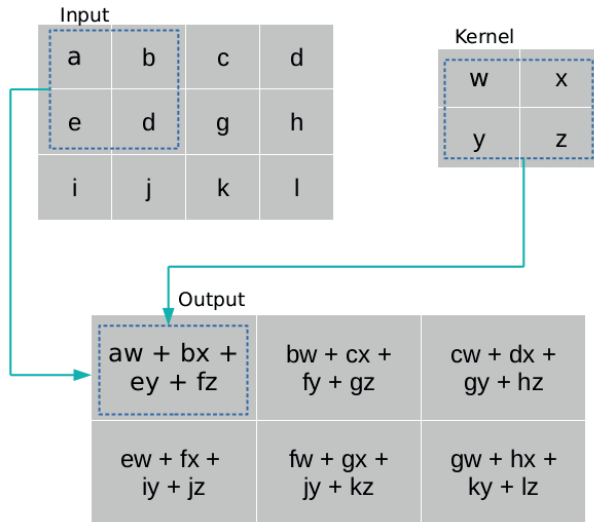 Input
a b c d
e d g h
i j k l
Kernel
w x
y z
Output
aw + bx +
ey + fz
bw + cx +
fy + gz
cw + dx +
gy + hz
ew + fx +
iy + jz
fw + gx +
jy + kz
gw + hx +
ky + lz